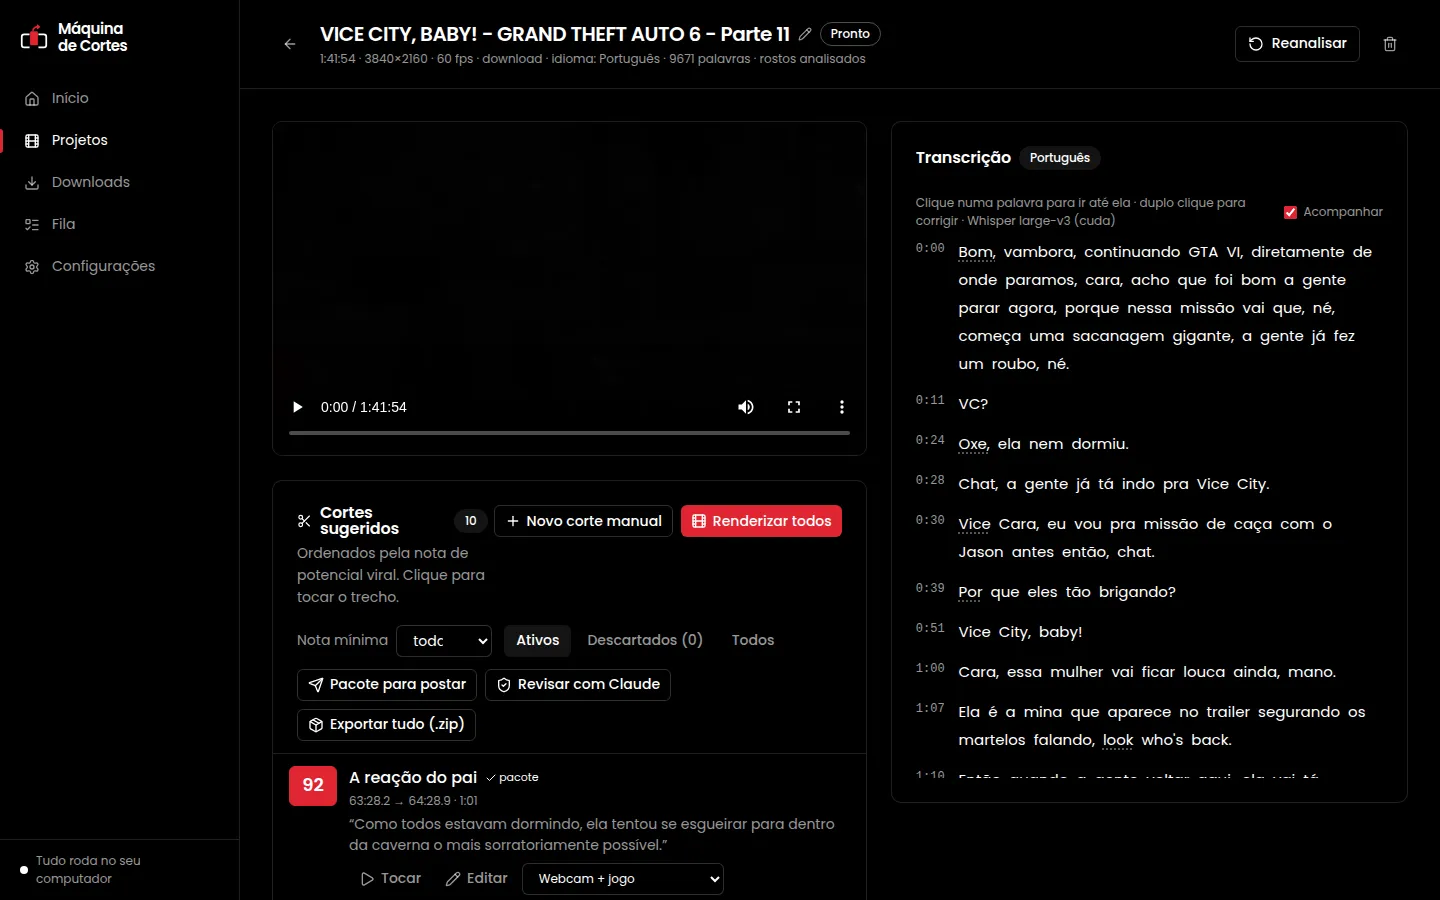 Máquina
de Cortes
Início
Projetos
Downloads
Fila
Configurações
Tudo roda no seu
computador
VICE CITY, BABY! - GRAND THEFT AUTO 6 - Parte 11
Pronto
1:41:54 · 3840×2160 · 60 fps · download · idioma: Português · 9671 palavras · rostos analisados
Reanalisar
0:00 / 1:41:54
Cortes
sugeridos
10
Novo corte manual
Renderizar todos
Ordenados pela nota de
potencial viral. Clique para
tocar o trecho.
Nota mínima
todc
Ativos
Descartados (0)
Todos
Pacote para postar
Revisar com Claude
Exportar tudo (.zip)
92
A reação do pai
pacote
63:28.2 → 64:28.9 · 1:01
“Como todos estavam dormindo, ela tentou se esgueirar para dentro
da caverna o mais sorratoriamente possível.”
Tocar
Editar
Webcam + jogo
Transcrição
Português
Clique numa palavra para ir até ela · duplo clique para
corrigir · Whisper large-v3 (cuda)
Acompanhar
0:00
Bom, vambora, continuando GTA VI, diretamente de
onde paramos, cara, acho que foi bom a gente
parar agora, porque nessa missão vai que, né,
começa uma sacanagem gigante, a gente já fez
um roubo, né.
0:11
VC?
0:24
Oxe, ela nem dormiu.
0:28
Chat, a gente já tá indo pra Vice City.
0:30
Vice Cara, eu vou pra missão de caça com o
Jason antes então, chat.
0:39
Por que eles tão brigando?
0:51
Vice City, baby!
1:00
Cara, essa mulher vai ficar louca ainda, mano.
1:07
Ela é a mina que aparece no trailer segurando os
martelos falando, look who's back.
1:10
Então quando a gente voltar aqui, ela vai tá